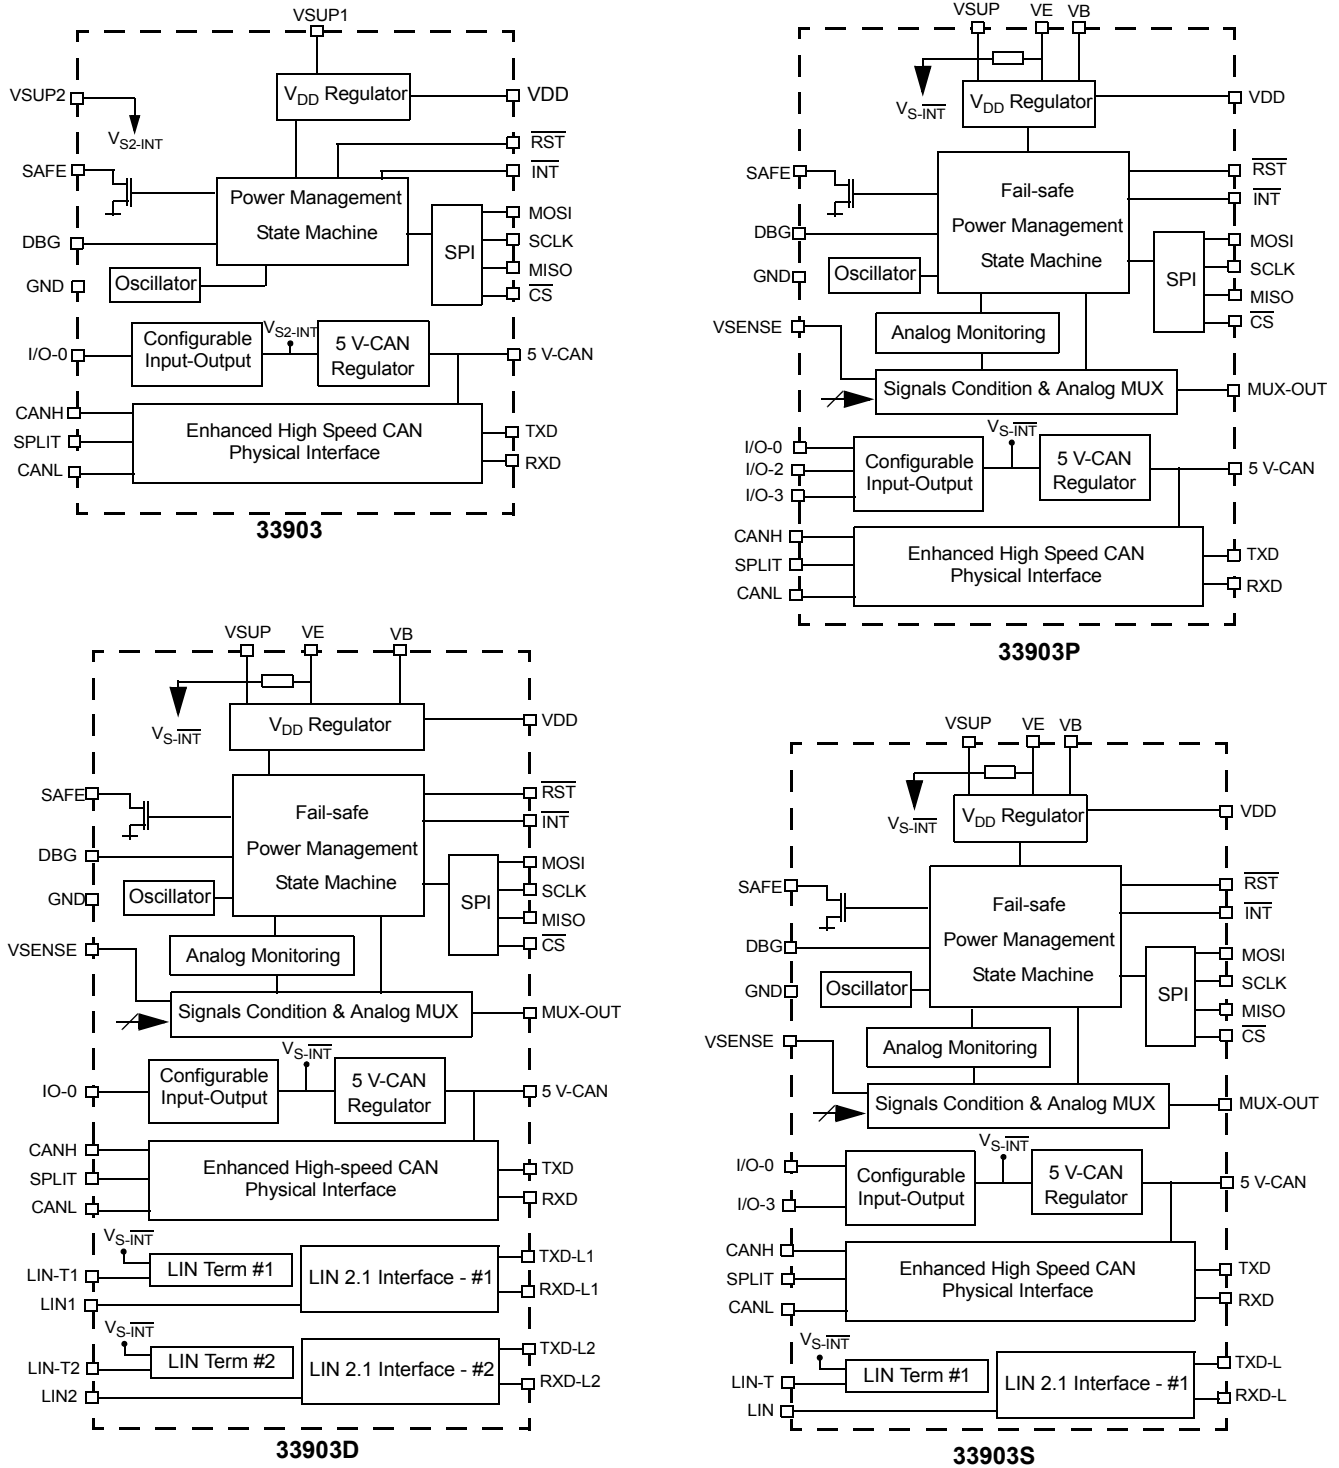 VSUP1
VSUP2
VS2-INT
VDD Regulator
VDD
RST
INT
SAFE
Power Management
State Machine
DBG
GND
Oscillator
SPI
MOSI
SCLK
MISO
CS
I/O-0
Configurable
Input-Output
VS2-INT
5 V-CAN
Regulator
5 V-CAN
CANH
SPLIT
CANL
Enhanced High Speed CAN
Physical Interface
TXD
RXD
33903
VSUP
VE
VB
VS-INT
VDD Regulator
VDD
SAFE
Fail-safe
Power Management
State Machine
RST
INT
DBG
GND
Oscillator
SPI
MOSI
SCLK
MISO
CS
VSENSE
Analog Monitoring
Signals Condition & Analog MUX
MUX-OUT
I/O-0
I/O-2
I/O-3
Configurable
Input-Output
VS-INT
5 V-CAN
Regulator
5 V-CAN
CANH
SPLIT
CANL
Enhanced High Speed CAN
Physical Interface
TXD
RXD
33903P
VSUP
VE
VB
VS-INT
VDD Regulator
VDD
SAFE
Fail-safe
Power Management
State Machine
RST
INT
DBG
GND
Oscillator
SPI
MOSI
SCLK
MISO
CS
VSENSE
Analog Monitoring
Signals Condition & Analog MUX
MUX-OUT
IO-0
Configurable
Input-Output
VS-INT
5 V-CAN
Regulator
5 V-CAN
CANH
SPLIT
CANL
Enhanced High-speed CAN
Physical Interface
TXD
RXD
VS-INT
LIN Term #1
LIN-T1
LIN1
LIN 2.1 Interface - #1
TXD-L1
RXD-L1
VS-INT
LIN Term #2
LIN-T2
LIN2
LIN 2.1 Interface - #2
TXD-L2
RXD-L2
33903D
VSUP
VE
VB
VS-INT
VDD Regulator
VDD
SAFE
Fail-safe
Power Management
State Machine
RST
INT
DBG
GND
Oscillator
SPI
MOSI
SCLK
MISO
CS
VSENSE
Analog Monitoring
Signals Condition & Analog MUX
MUX-OUT
I/O-0
I/O-3
Configurable
Input-Output
VS-INT
5 V-CAN
Regulator
5 V-CAN
CANH
SPLIT
CANL
Enhanced High Speed CAN
Physical Interface
TXD
RXD
VS-INT
LIN Term #1
LIN-T
LIN
LIN 2.1 Interface - #1
TXD-L
RXD-L
33903S